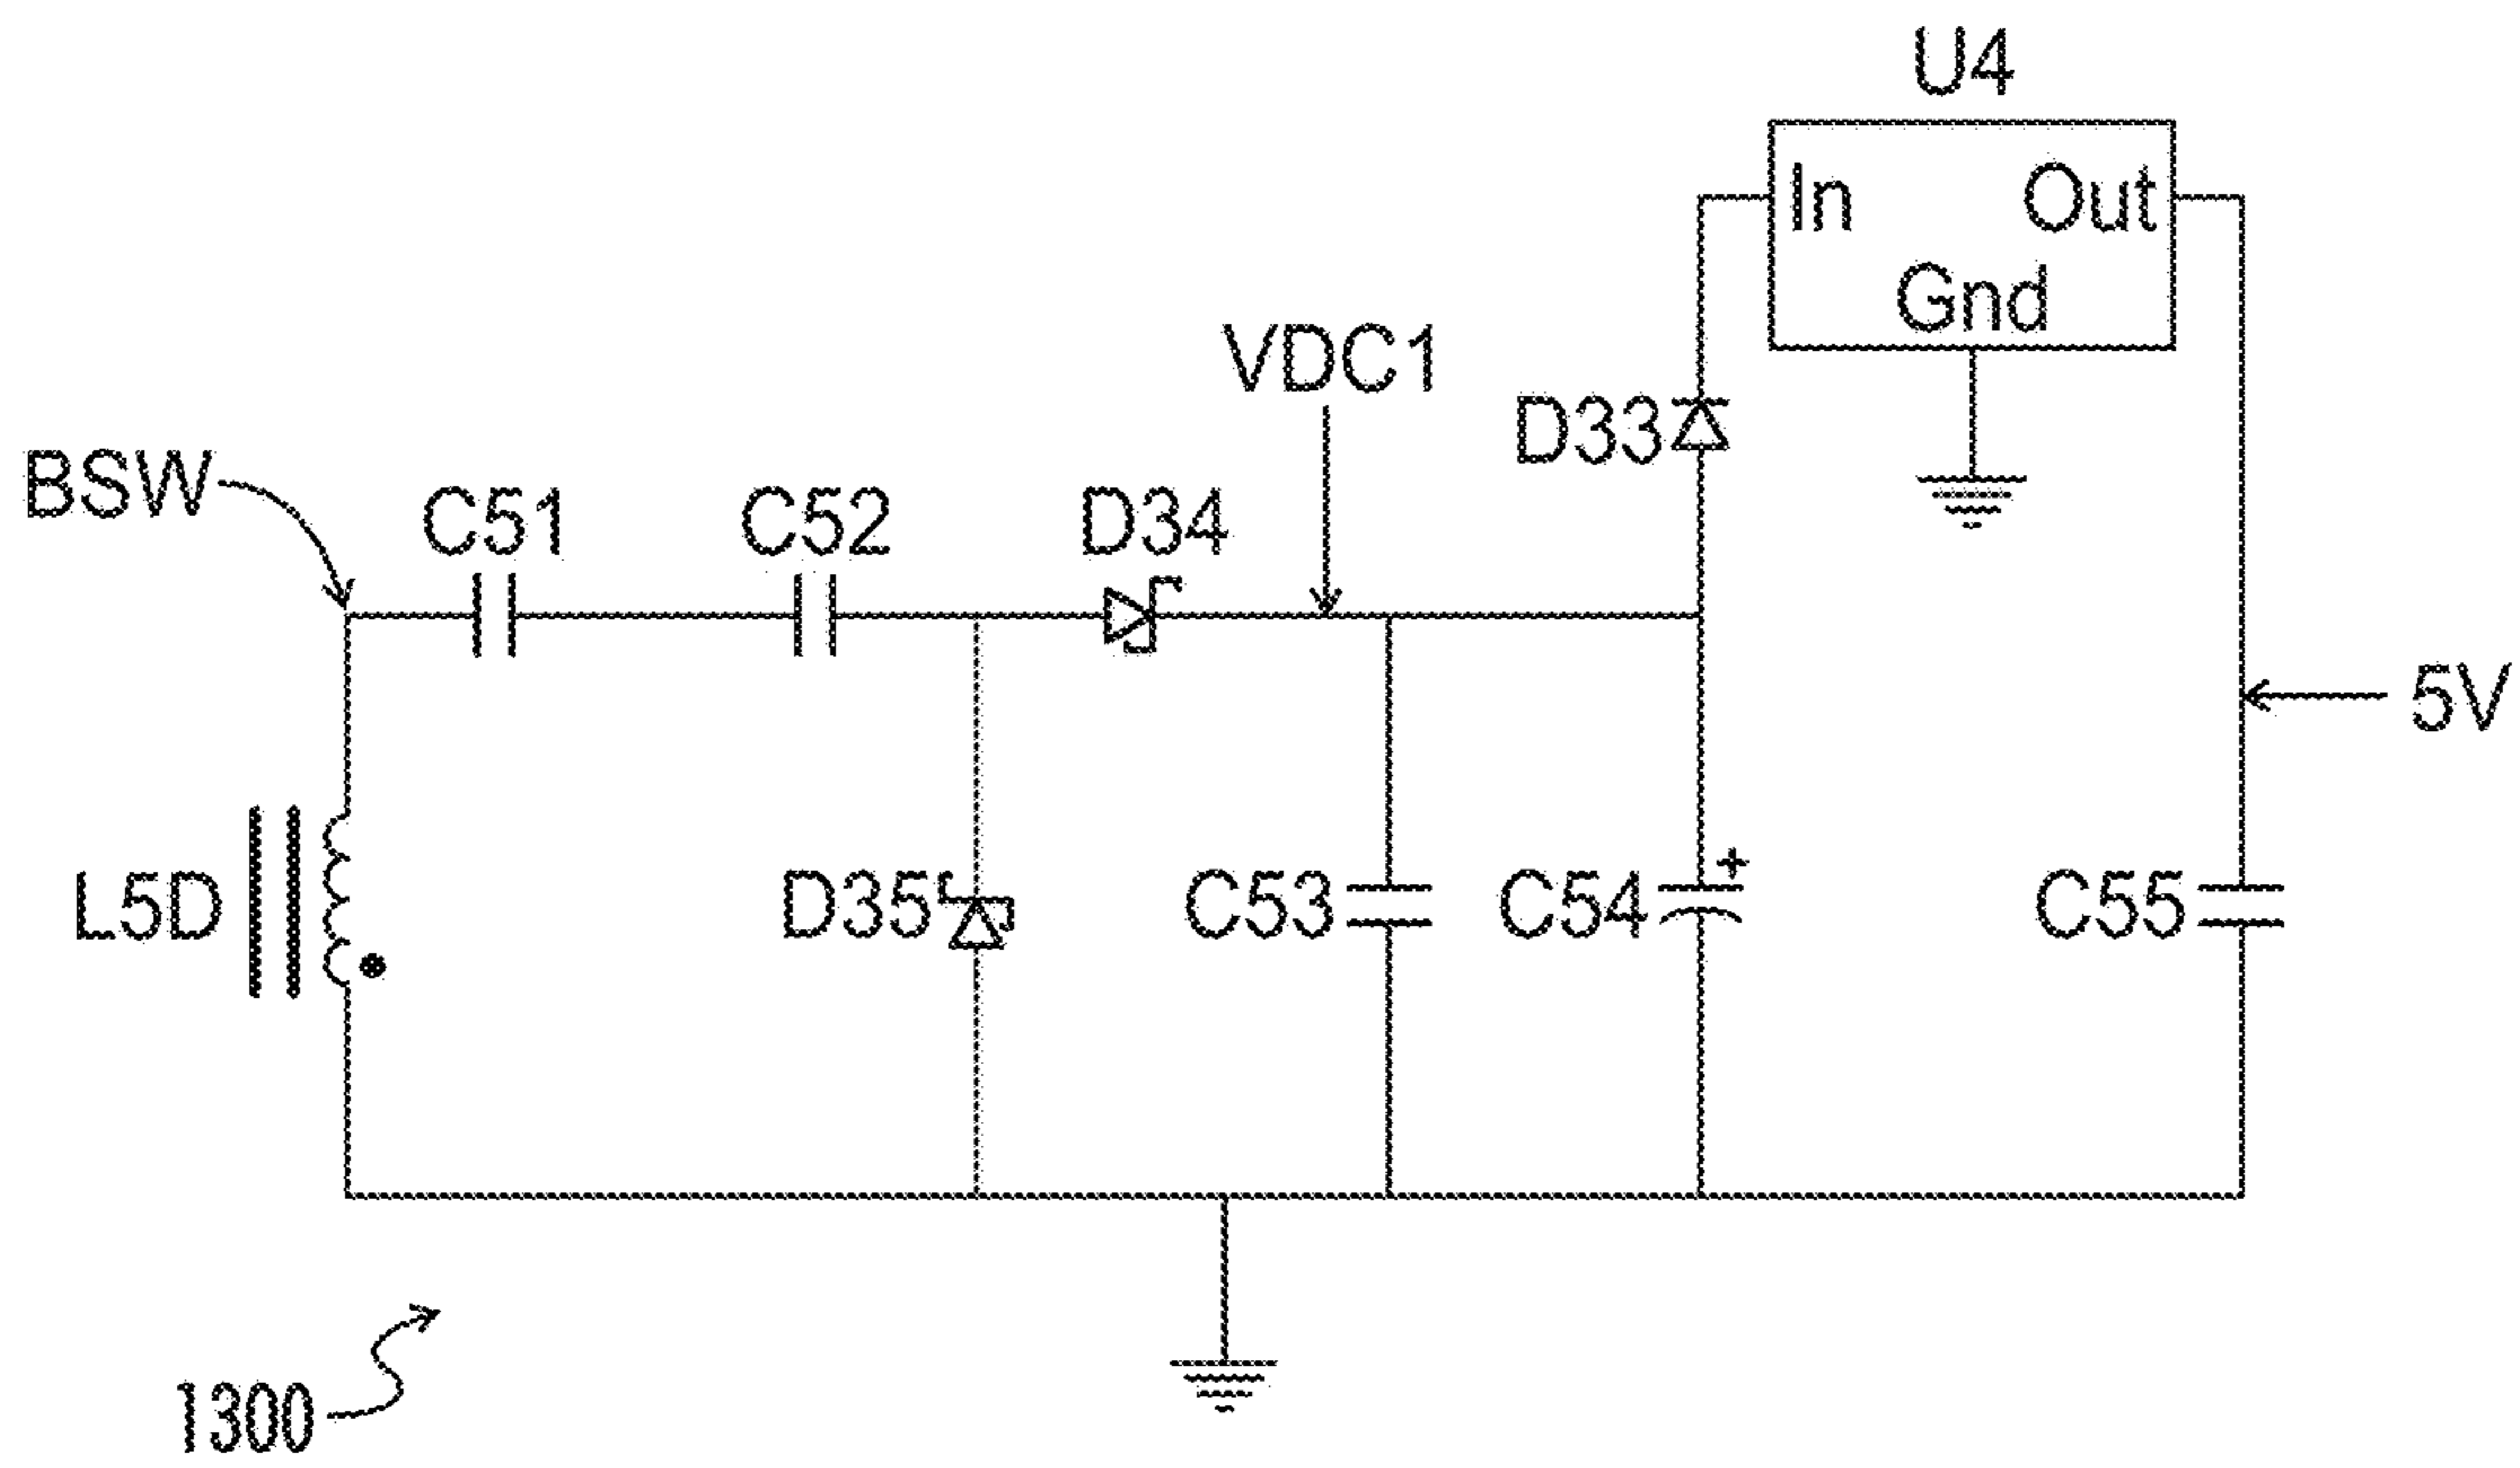 U4
In Out
Gnd
VDC1
D33
BSW
C51 C52 D34
5V
L5D D35 C53 C54 + C55
1300